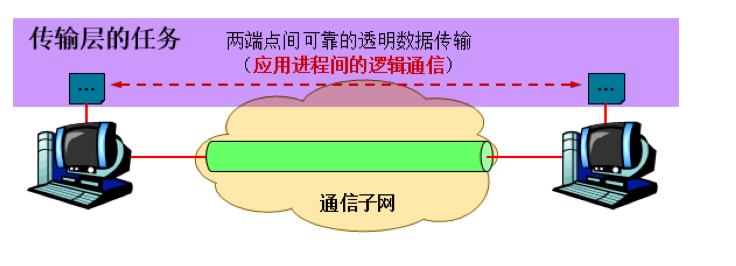 传输层的任务
两端点间可靠的透明数据传输
（应用进程间的逻辑通信）
...
...
通信子网